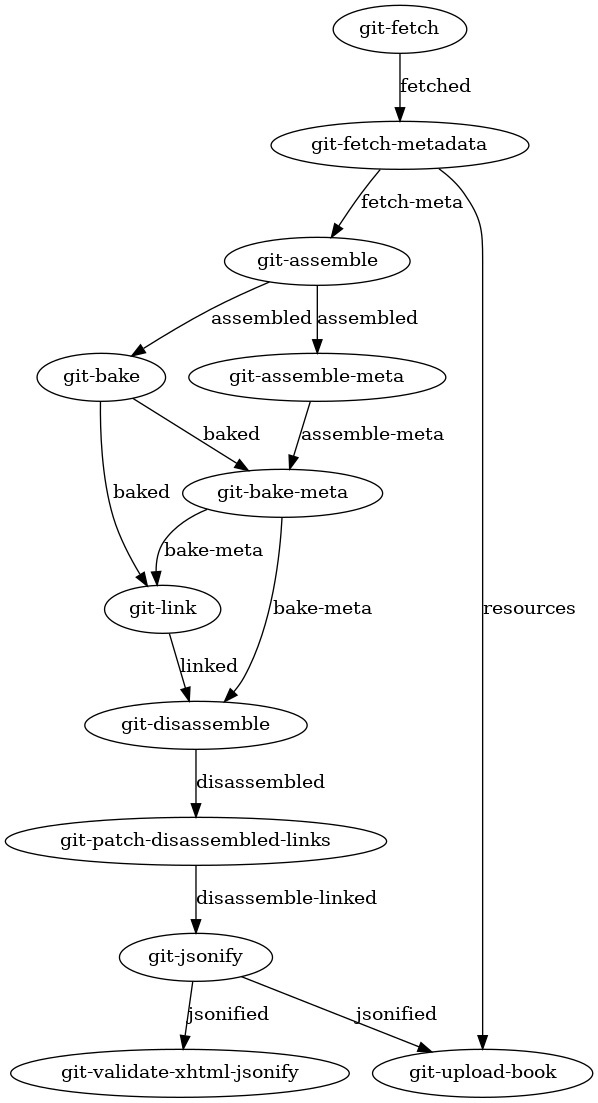 git-fetch
fetched
git-fetch-metadata
fetch-meta
git-assemble
assembled
assembled
git-bake
git-assemble-meta
baked
assemble-meta
baked
git-bake-meta
bake-meta
git-link
bake-meta
resources
linked
git-disassemble
disassembled
git-patch-disassembled-links
disassemble-linked
git-jsonify
jsonified
jsonified
git-validate-xhtml-jsonify
git-upload-book